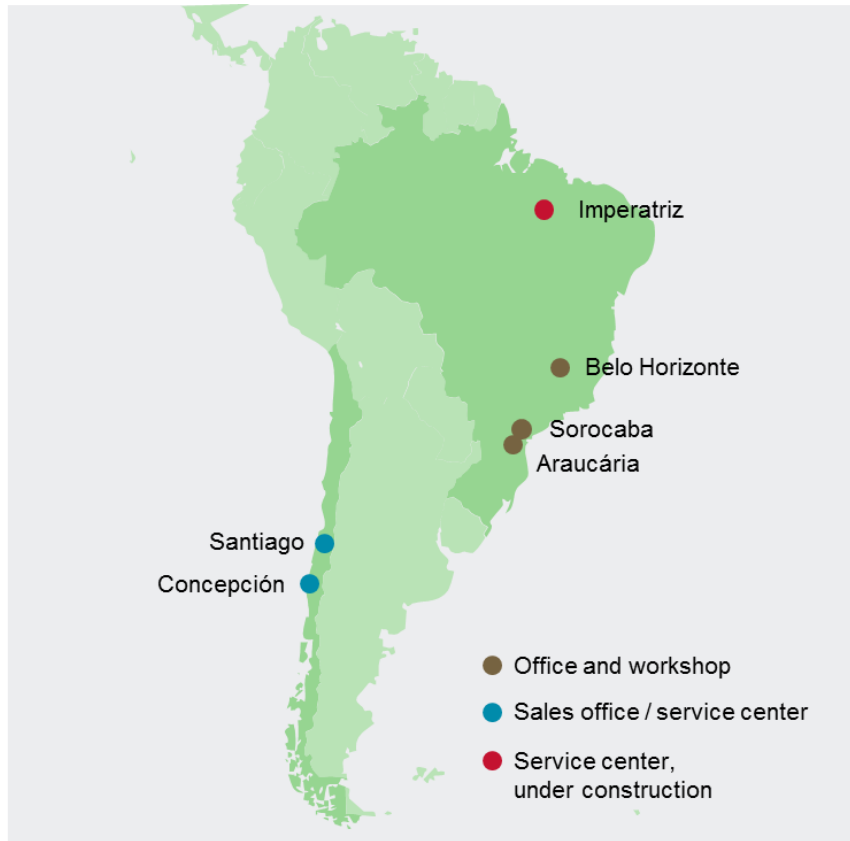 Imperatriz
Belo Horizonte
Sorocaba
Araucária
Santiago
Concepción
Office and workshop
Sales office / service center
Service center,
under construction